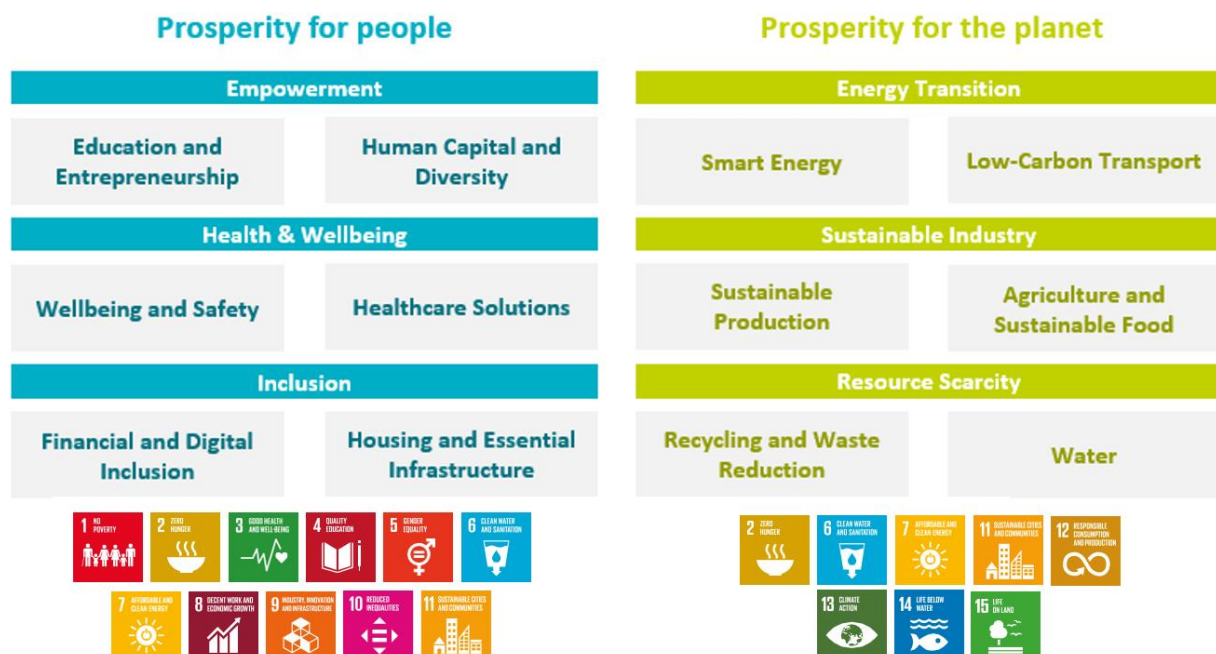 Prosperity for people
Empowerment
Education and
Entrepreneurship
Human Capital and
Diversity
Health & Wellbeing
Wellbeing and Safety
Healthcare Solutions
Inclusion
Financial and Digital
Inclusion
Housing and Essential
Infrastructure
1 NO
POVERTY
2 ZERO
HUNGER
3 GOOD HEALTH
AND WELL-BEING
4 QUALITY
EDUCATION
5 GENDER
EQUALITY
6 CLEAN WATER
AND SANITATION
7 AFFORDABLE AND
CLEAN ENERGY
8 DECENT WORK AND
ECONOMIC GROWTH
9 INDUSTRY, INNOVATION
AND INFRASTRUCTURE
10 REDUCED
INEQUALITIES
11 SUSTAINABLE CITIES
AND COMMUNITIES
Prosperity for the planet
Energy Transition
Smart Energy
Low-Carbon Transport
Sustainable Industry
Sustainable
Production
Agriculture and
Sustainable Food
Resource Scarcity
Recycling and Waste
Reduction
Water
2 ZERO
HUNGER
6 CLEAN WATER
AND SANITATION
7 AFFORDABLE AND
CLEAN ENERGY
11 SUSTAINABLE CITIES
AND COMMUNITIES
12 RESPONSIBLE
CONSUMPTION
AND PRODUCTION
13 CLIMATE
ACTION
14 LIFE BELOW
WATER
15 LIFE
ON LAND